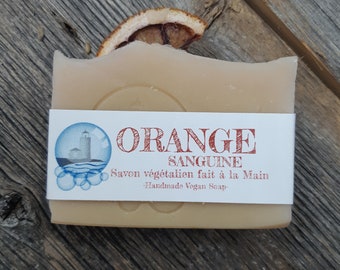 ORANGE
SANGUINE
Savon végétalien fait à la Main
-Handmade Vegan Soap-